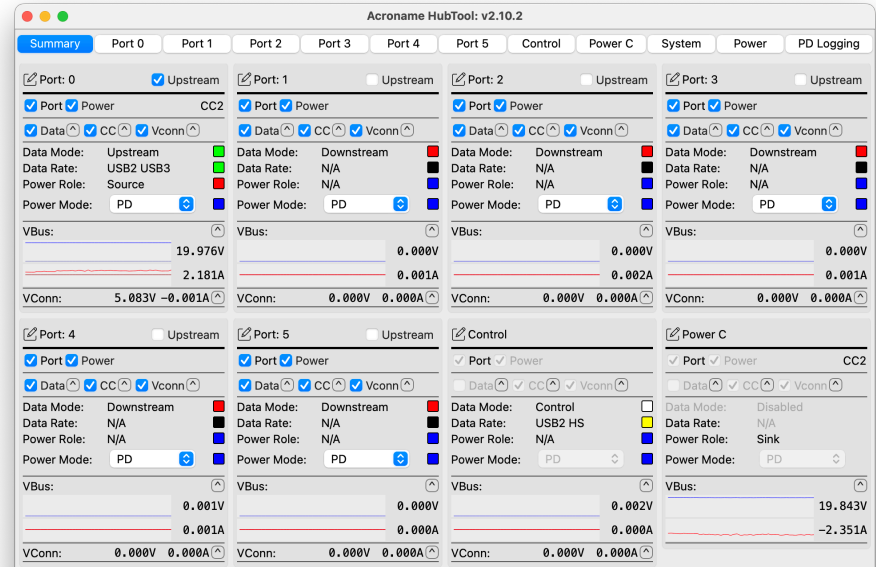 Acroname HubTool: v2.10.2
Summary Port 0 Port 1 Port 2 Port 3 Port 4 Port 5 Control Power C System Power PD Logging
Port: 0 Upstream
Port Power CC2
Data CC Vconn
Data Mode: Upstream
Data Rate: USB2 USB3
Power Role: Source
Power Mode: PD
VBus:
19.976V
2.181A
VConn: 5.083V -0.001A
Port: 1 Upstream
Port Power
Data CC Vconn
Data Mode: Downstream
Data Rate: N/A
Power Role: N/A
Power Mode: PD
VBus:
0.000V
0.001A
VConn: 0.000V 0.000A
Port: 2 Upstream
Port Power
Data CC Vconn
Data Mode: Downstream
Data Rate: N/A
Power Role: N/A
Power Mode: PD
VBus:
0.000V
0.002A
VConn: 0.000V 0.000A
Port: 3 Upstream
Port Power
Data CC Vconn
Data Mode: Downstream
Data Rate: N/A
Power Role: N/A
Power Mode: PD
VBus:
0.000V
0.001A
VConn: 0.000V 0.000A
Port: 4 Upstream
Port Power
Data CC Vconn
Data Mode: Downstream
Data Rate: N/A
Power Role: N/A
Power Mode: PD
VBus:
0.001V
0.001A
VConn: 0.000V 0.000A
Port: 5 Upstream
Port Power
Data CC Vconn
Data Mode: Downstream
Data Rate: N/A
Power Role: N/A
Power Mode: PD
VBus:
0.000V
0.000A
VConn: 0.000V 0.000A
Control
Port Power
Data CC Vconn
Data Mode: Control
Data Rate: USB2 HS
Power Role: N/A
Power Mode: PD
VBus:
0.002V
0.000A
VConn: 0.000V 0.000A
Power C
Port Power CC2
Data CC Vconn
Data Mode: Disabled
Data Rate: N/A
Power Role: Sink
Power Mode: PD
VBus:
19.843V
-2.351A